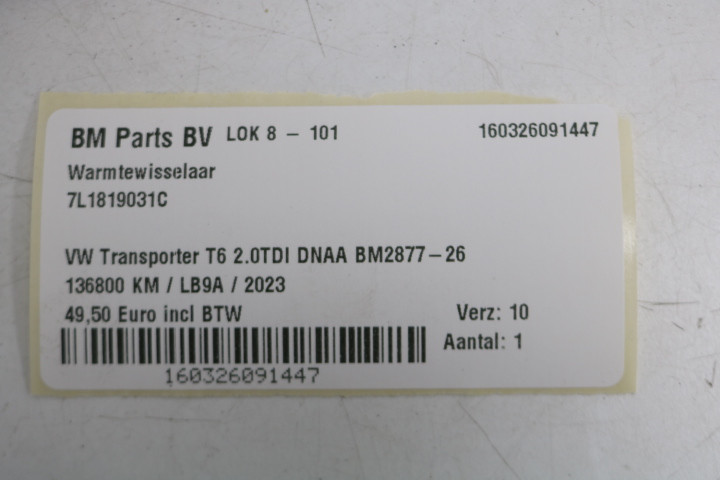 BM Parts BV LOK 8 - 101 160326091447
Warmtewisselaar
7L1819031C
VW Transporter T6 2.0TDI DNAA BM2877-26
136800 KM / LB9A / 2023
49,50 Euro incl BTW Verz: 10
Aantal: 1
160326091447